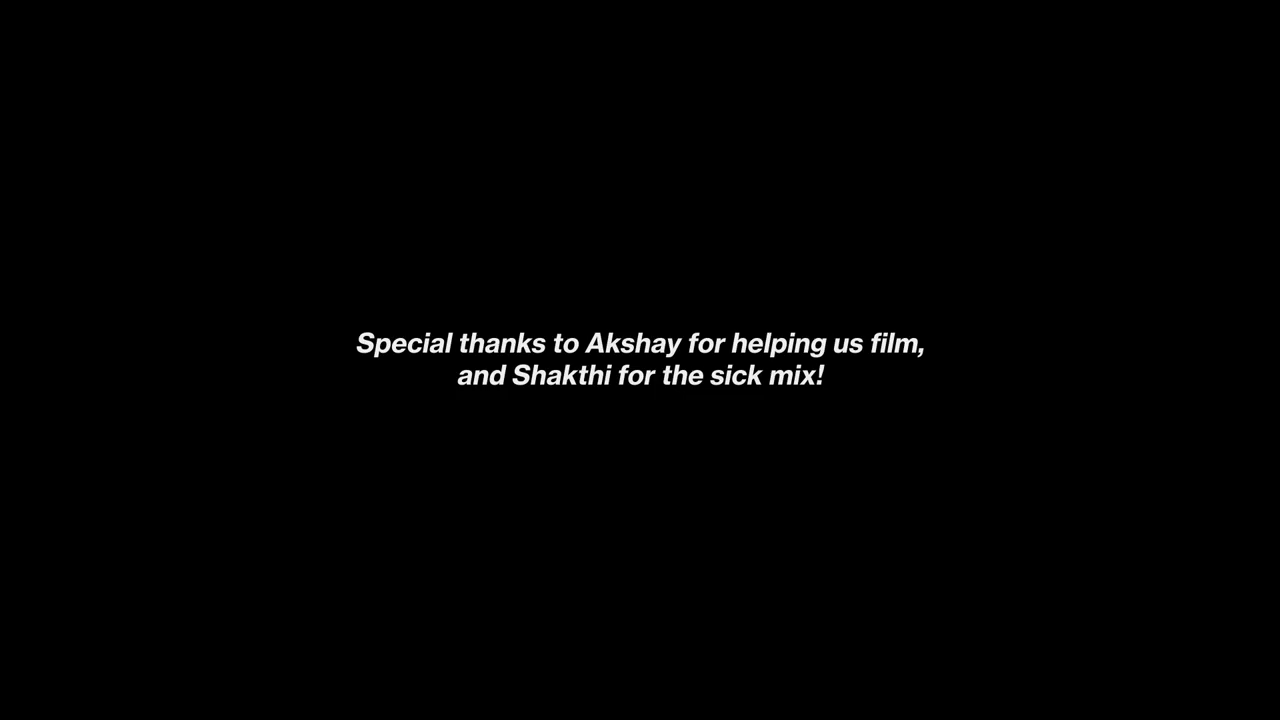 Special thanks to Akshay for helping us film,
and Shakthi for the sick mix!